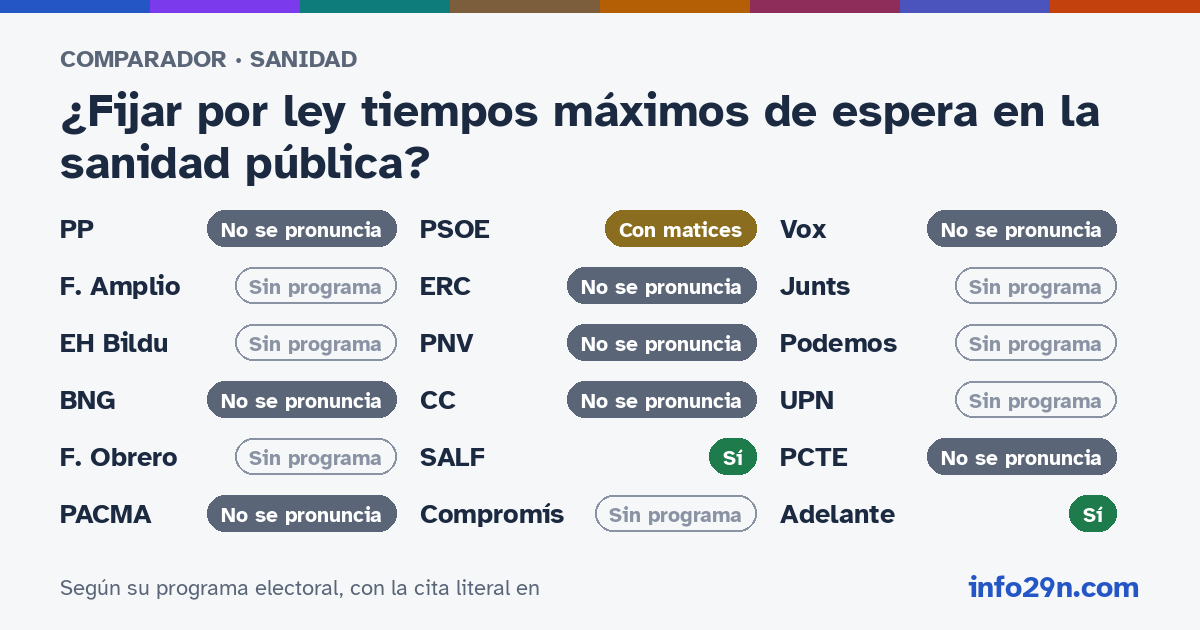 COMPARADOR · SANIDAD
¿Fijar por ley tiempos máximos de espera en la
sanidad pública?
PP No se pronuncia PSOE Con matices Vox No se pronuncia
F. Amplio Sin programa ERC No se pronuncia Junts Sin programa
EH Bildu Sin programa PNV No se pronuncia Podemos Sin programa
BNG No se pronuncia CC No se pronuncia UPN Sin programa
F. Obrero Sin programa SALF Sí PCTE No se pronuncia
PACMA No se pronuncia Compromís Sin programa Adelante Sí
Según su programa electoral, con la cita literal en info29n.com